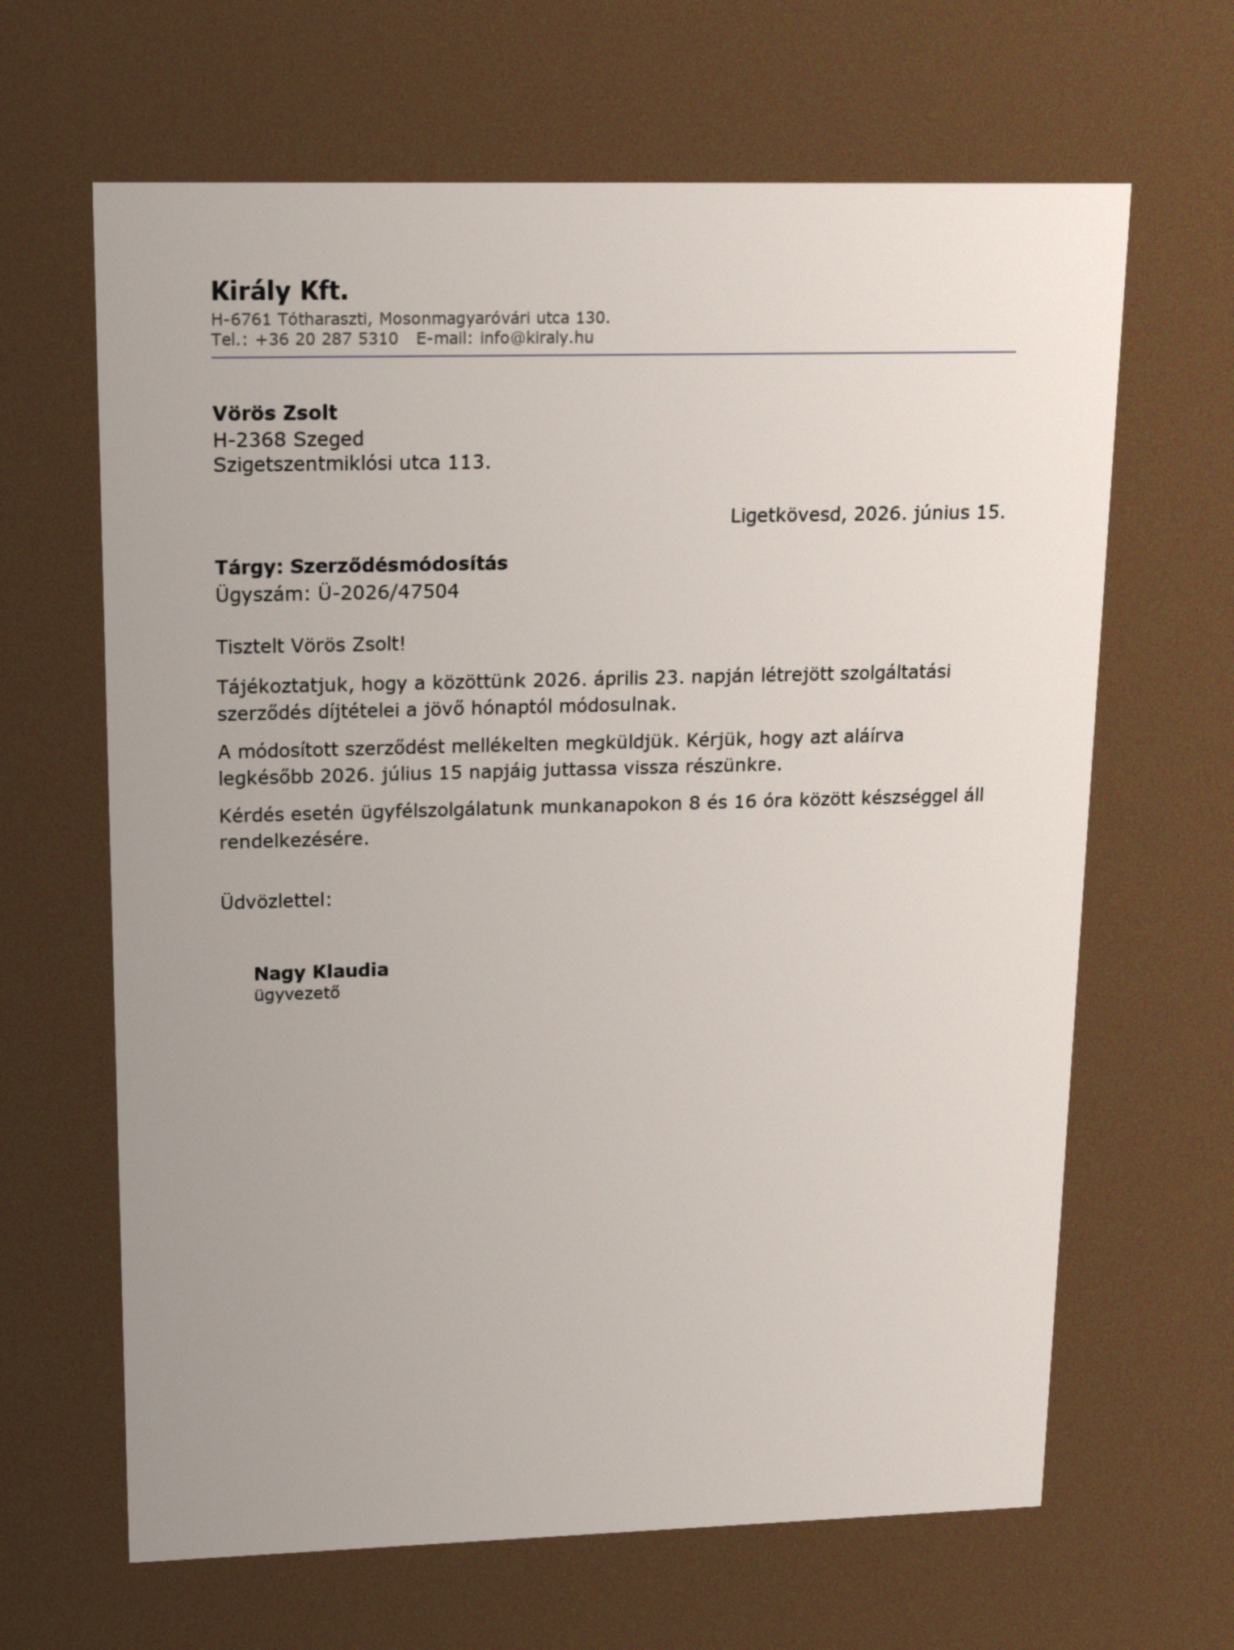 Király Kft.
H-6761 Tótharaszti, Mosonmagyaróvári utca 130.
Tel.: +36 20 287 5310 E-mail: info@kiraly.hu
Vörös Zsolt
H-2368 Szeged
Szigetszentmiklósi utca 113.
Ligetkövesd, 2026. június 15.
Tárgy: Szerződésmódosítás
Ügyszám: Ü-2026/47504
Tisztelt Vörös Zsolt!
Tájékoztatjuk, hogy a közöttünk 2026. április 23. napján létrejött szolgáltatási
szerződés díjtételei a jövő hónaptól módosulnak.
A módosított szerződést mellékelten megküldjük. Kérjük, hogy azt aláírva
legkésőbb 2026. július 15 napjáig juttassa vissza részünkre.
Kérdés esetén ügyfélszolgálatunk munkanapokon 8 és 16 óra között készséggel áll
rendelkezésére.
Üdvözlettel:
Nagy Klaudia
ügyvezető